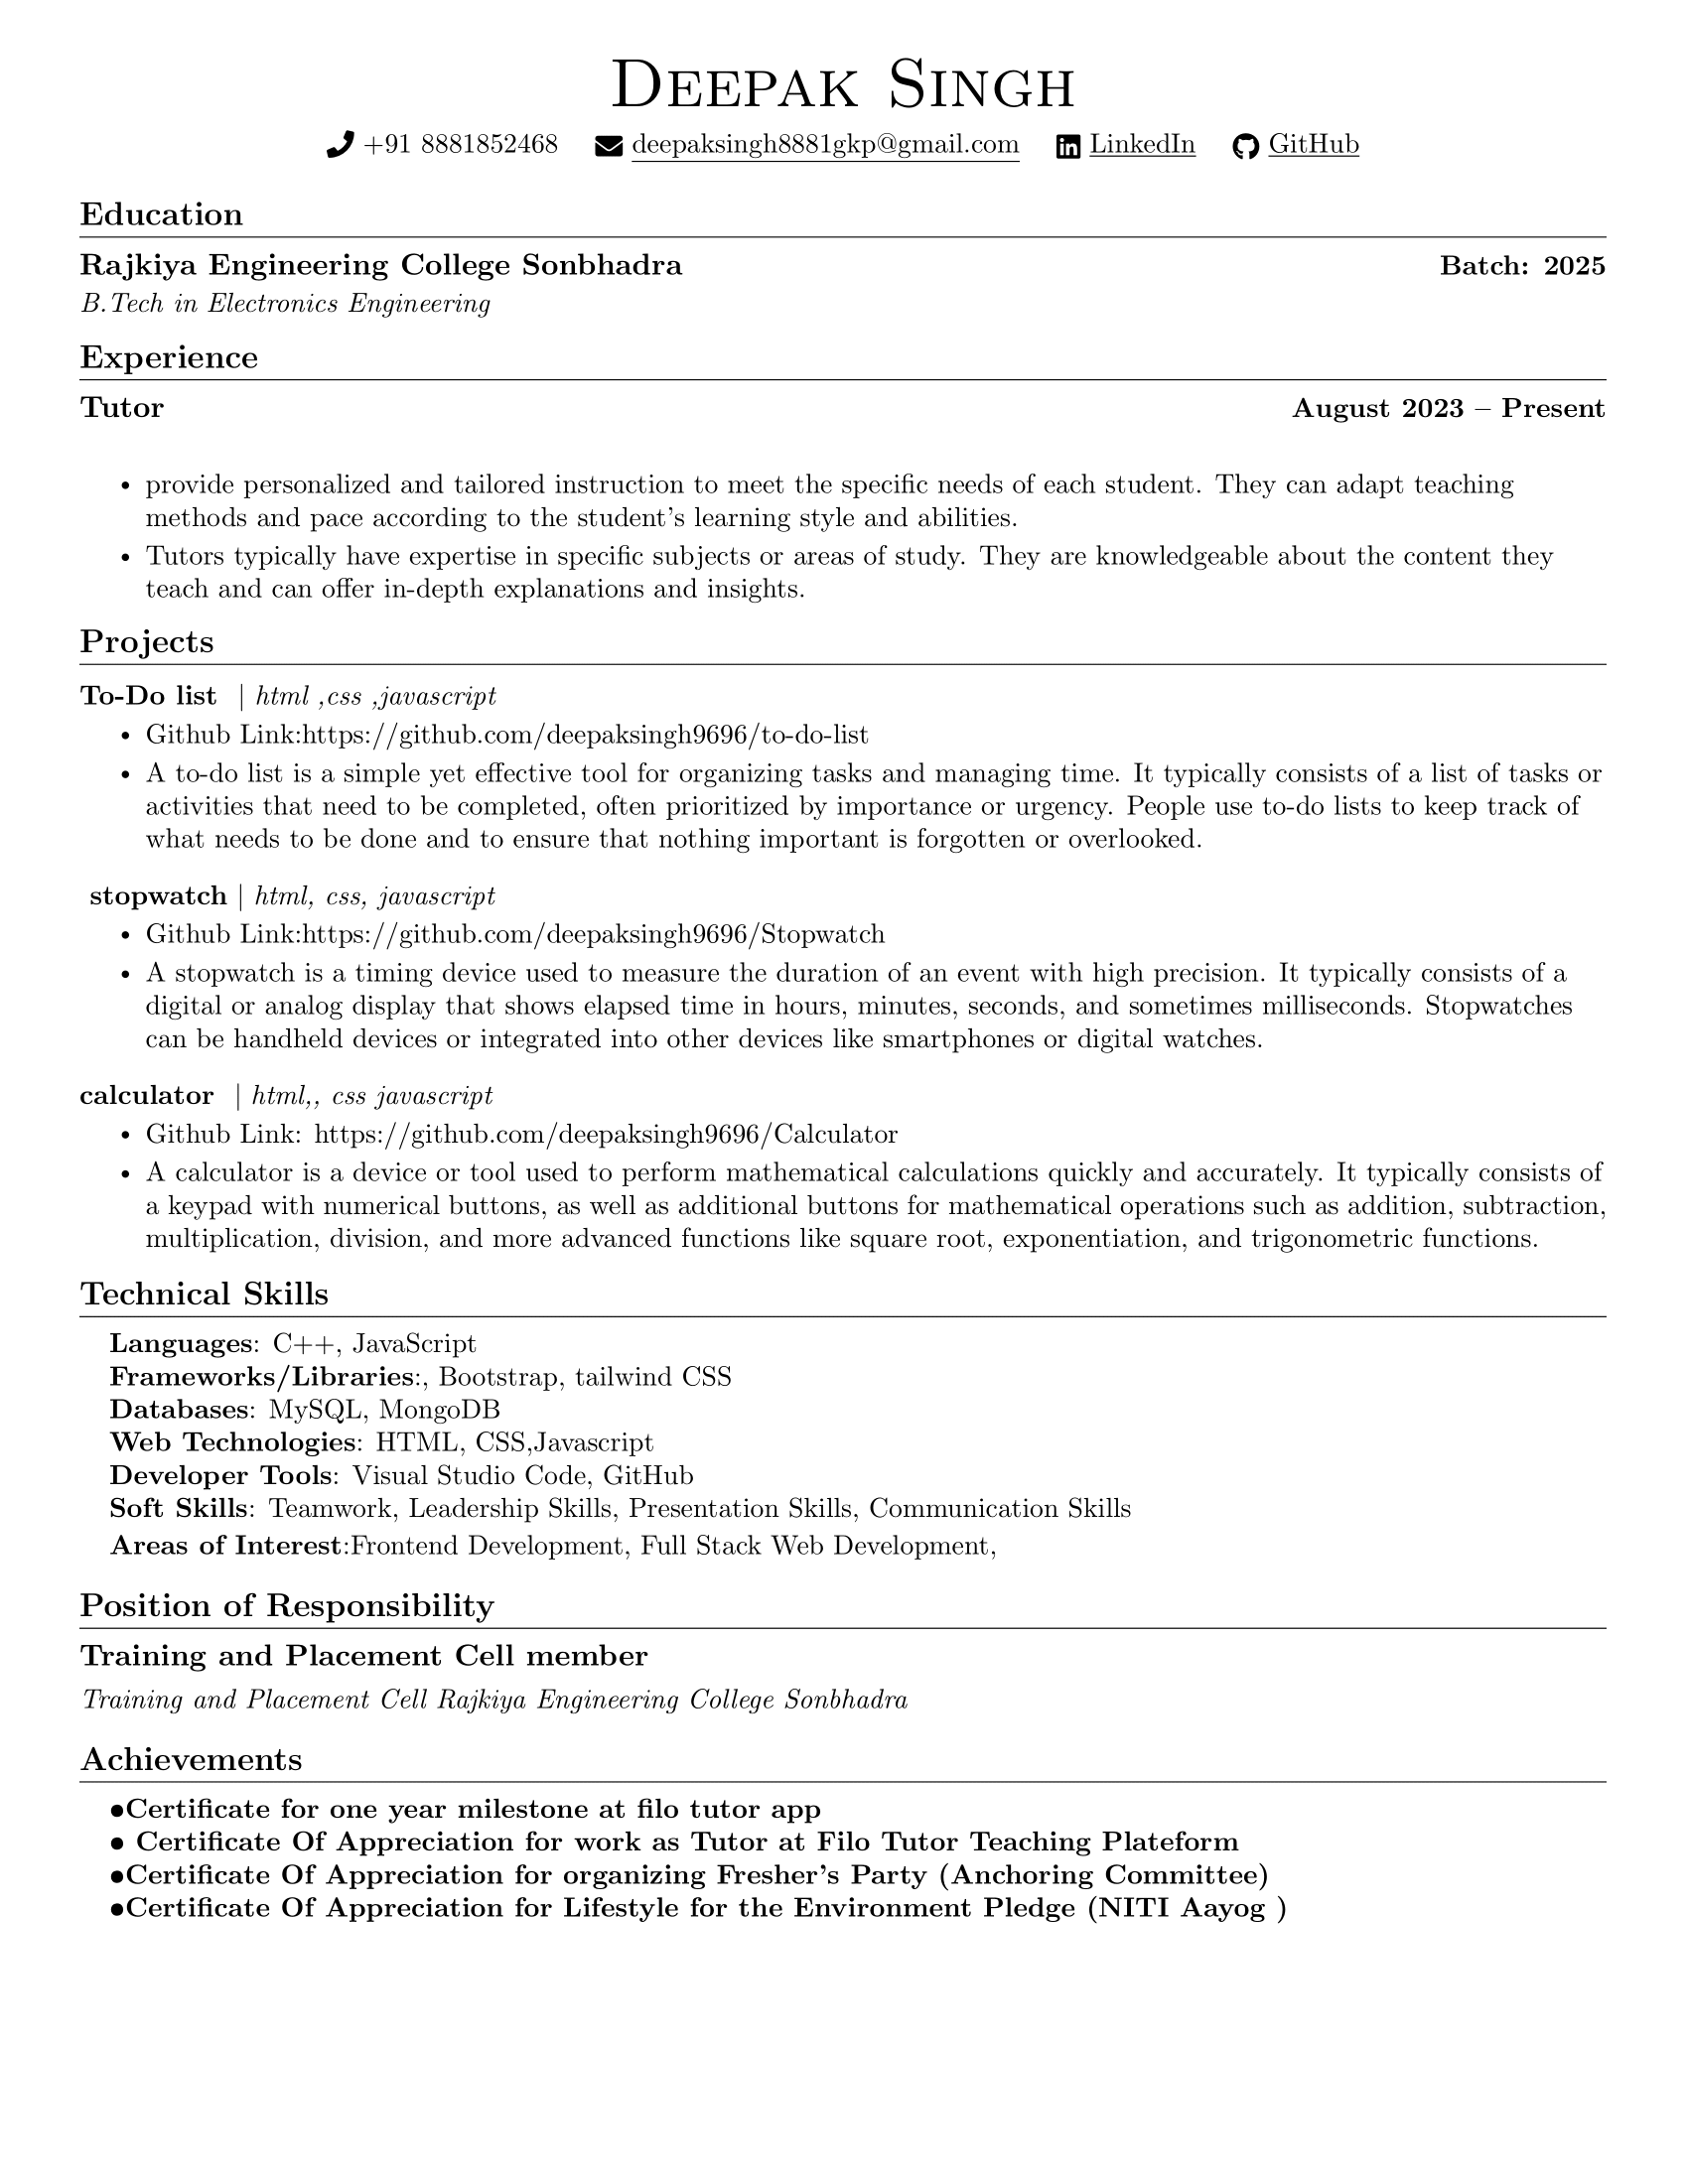 Deepak Singh
+91 8881852468 deepaksingh8881gkp@gmail.com LinkedIn GitHub
Education
Rajkiya Engineering College Sonbhadra Batch: 2025
B.Tech in Electronics Engineering
Experience
Tutor August 2023 – Present
• provide personalized and tailored instruction to meet the specific needs of each student. They can adapt teaching
methods and pace according to the student's learning style and abilities.
• Tutors typically have expertise in specific subjects or areas of study. They are knowledgeable about the content they
teach and can offer in-depth explanations and insights.
Projects
To-Do list | html ,css ,javascript
• Github Link:https://github.com/deepaksingh9696/to-do-list
• A to-do list is a simple yet effective tool for organizing tasks and managing time. It typically consists of a list of tasks or
activities that need to be completed, often prioritized by importance or urgency. People use to-do lists to keep track of
what needs to be done and to ensure that nothing important is forgotten or overlooked.
stopwatch | html, css, javascript
• Github Link:https://github.com/deepaksingh9696/Stopwatch
• A stopwatch is a timing device used to measure the duration of an event with high precision. It typically consists of a
digital or analog display that shows elapsed time in hours, minutes, seconds, and sometimes milliseconds. Stopwatches
can be handheld devices or integrated into other devices like smartphones or digital watches.
calculator | html,, css javascript
• Github Link: https://github.com/deepaksingh9696/Calculator
• A calculator is a device or tool used to perform mathematical calculations quickly and accurately. It typically consists of
a keypad with numerical buttons, as well as additional buttons for mathematical operations such as addition, subtraction,
multiplication, division, and more advanced functions like square root, exponentiation, and trigonometric functions.
Technical Skills
Languages: C++, JavaScript
Frameworks/Libraries:, Bootstrap, tailwind CSS
Databases: MySQL, MongoDB
Web Technologies: HTML, CSS,Javascript
Developer Tools: Visual Studio Code, GitHub
Soft Skills: Teamwork, Leadership Skills, Presentation Skills, Communication Skills
Areas of Interest:Frontend Development, Full Stack Web Development,
Position of Responsibility
Training and Placement Cell member
Training and Placement Cell Rajkiya Engineering College Sonbhadra
Achievements
●Certificate for one year milestone at filo tutor app
● Certificate Of Appreciation for work as Tutor at Filo Tutor Teaching Plateform
●Certificate Of Appreciation for organizing Fresher's Party (Anchoring Committee)
●Certificate Of Appreciation for Lifestyle for the Environment Pledge (NITI Aayog )